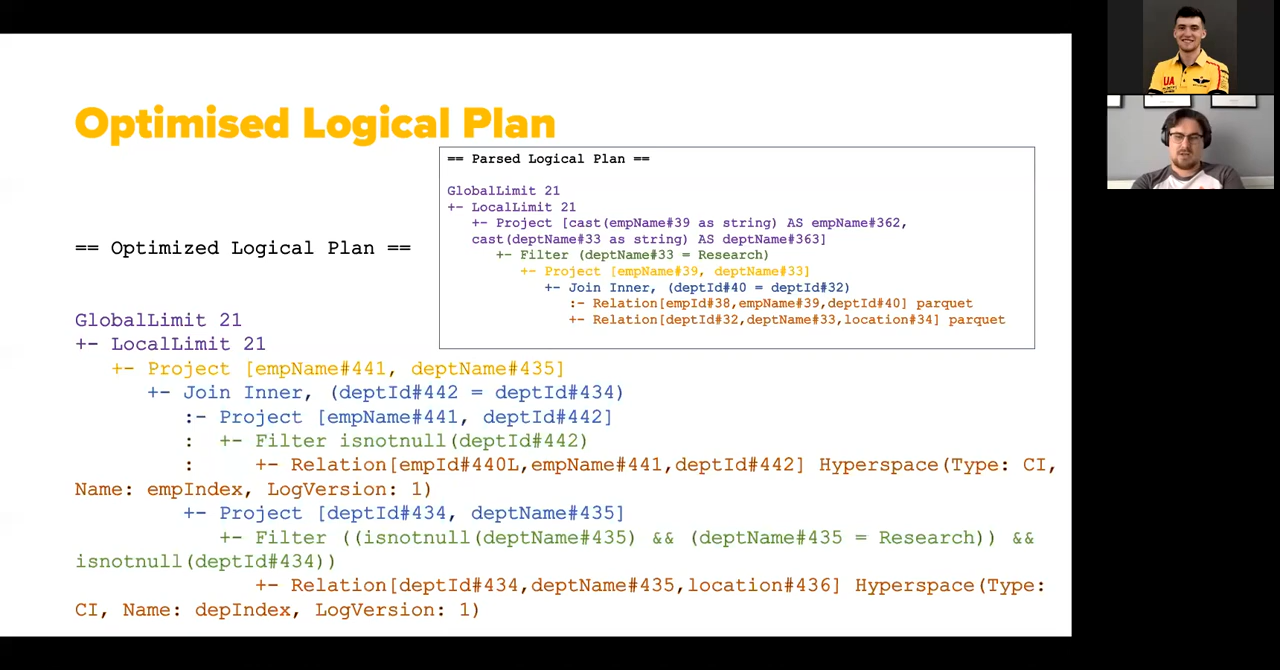 Optimised Logical Plan
== Parsed Logical Plan ==
GlobalLimit 21
+- LocalLimit 21
+- Project [cast(empName#39 as string) AS empName#362,
cast(deptName#33 as string) AS deptName#363]
+- Filter (deptName#33 = Research)
+- Project [empName#39, deptName#33]
+- Join Inner, (deptId#40 = deptId#32)
:- Relation[empId#38,empName#39,deptId#40] parquet
+- Relation[deptId#32,deptName#33,location#34] parquet
== Optimized Logical Plan ==
GlobalLimit 21
+- LocalLimit 21
+- Project [empName#441, deptName#435]
+- Join Inner, (deptId#442 = deptId#434)
:- Project [empName#441, deptId#442]
: +- Filter isnotnull(deptId#442)
: +- Relation[empId#440L,empName#441,deptId#442] Hyperspace(Type: CI,
Name: empIndex, LogVersion: 1)
+- Project [deptId#434, deptName#435]
+- Filter ((isnotnull(deptName#435) && (deptName#435 = Research)) &&
isnotnull(deptId#434))
+- Relation[deptId#434,deptName#435,location#436] Hyperspace(Type:
CI, Name: depIndex, LogVersion: 1)
UA